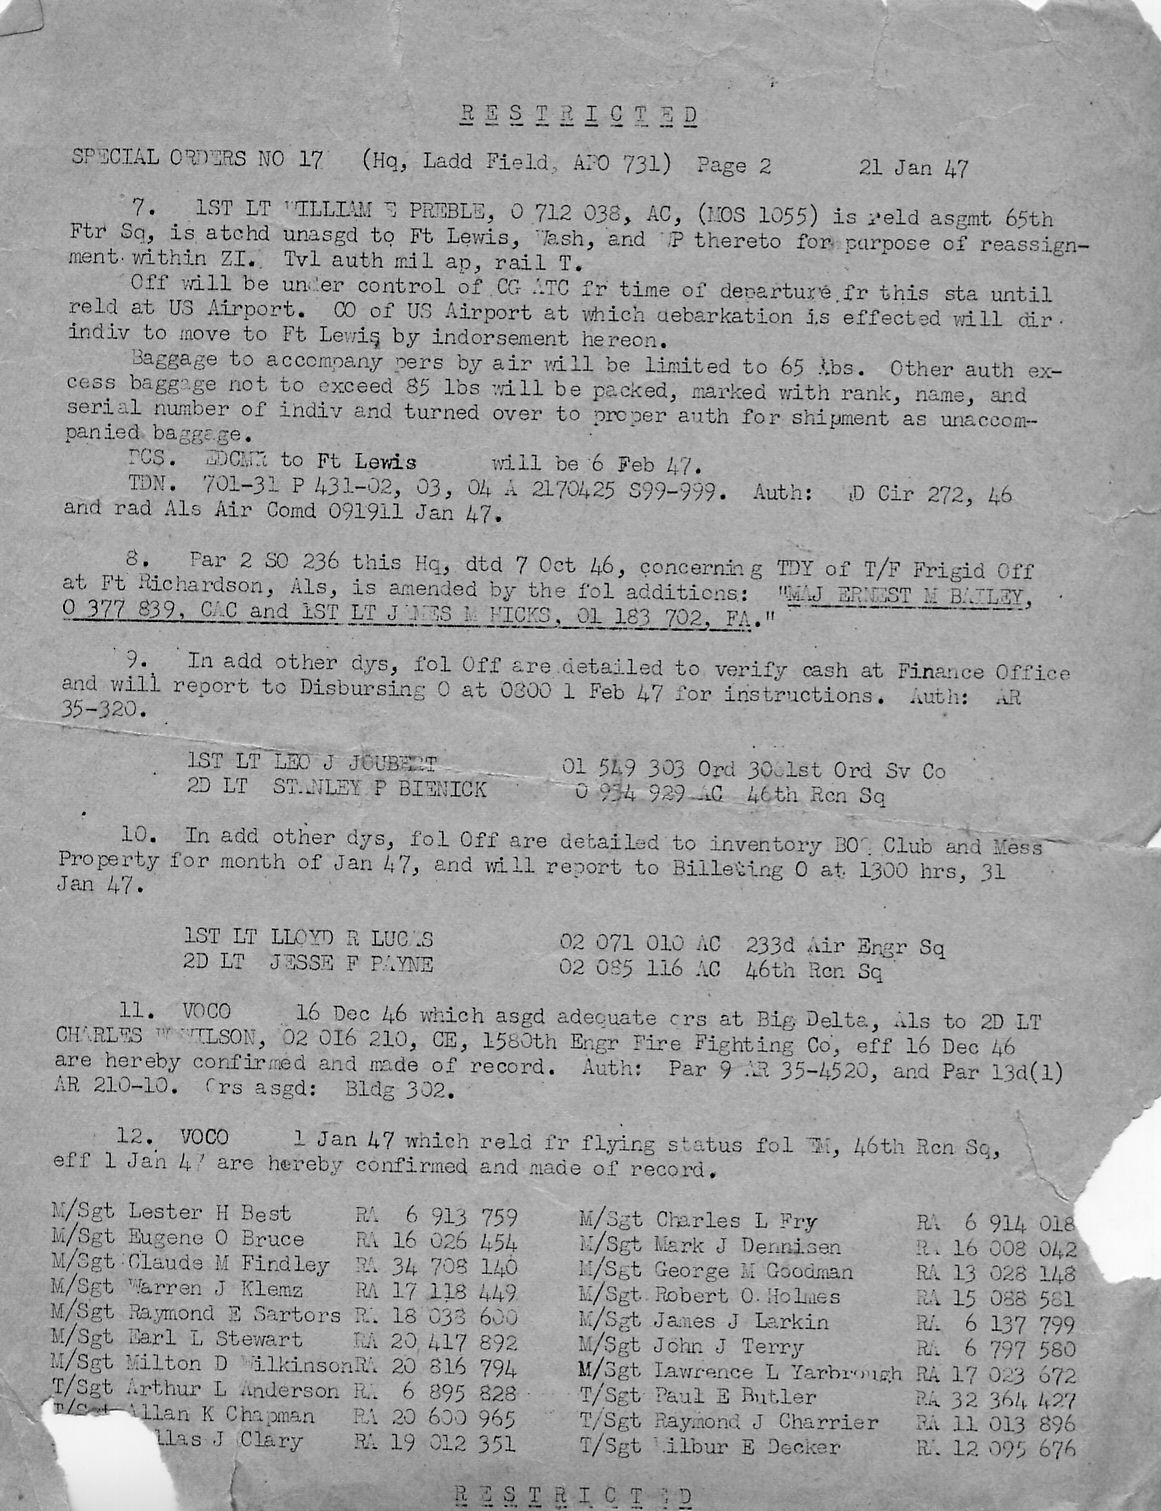 RESTRICTED
SPECIAL ORDERS NO 17 (Hq, Ladd Field, APO 731) Page 2 21 Jan 47
7. 1ST LT WILLIAM E PREBLE, O 712 038, AC, (MOS 1055) is reld asgmt 65th
Ftr Sq, is atchd unasgd to Ft Lewis, Wash, and WP thereto for purpose of reassign-
ment within ZI. Tvl auth mil ap, rail T.
Off will be under control of CG ATC fr time of departure fr this sta until
reld at US Airport. CO of US Airport at which debarkation is effected will dir
indiv to move to Ft Lewis by indorsement hereon.
Baggage to accompany pers by air will be limited to 65 lbs. Other auth ex-
cess baggage not to exceed 85 lbs will be packed, marked with rank, name, and
serial number of indiv and turned over to proper auth for shipment as unaccom-
panied baggage.
PCS. EDCMR to Ft Lewis will be 6 Feb 47.
TDN. 701-31 P 431-02, 03, 04 A 2170425 S99-999. Auth: WD Cir 272, 46
and rad Als Air Comd 091911 Jan 47.
8. Par 2 SO 236 this Hq, dtd 7 Oct 46, concerning TDY of T/F Frigid Off
at Ft Richardson, Als, is amended by the fol additions: "MAJ ERNEST M BAILEY,
O 377 839, CAC and 1ST LT JAMES M HICKS, 01 183 702, FA."
9. In add other dys, fol Off are detailed to verify cash at Finance Office
and will report to Disbursing O at 0800 1 Feb 47 for instructions. Auth: AR
35-320.
1ST LT LEO J JOUBERT 01 549 303 Ord 3061st Ord Sv Co
2D LT STANLEY P BIENICK O 934 929 AC 46th Rcn Sq
10. In add other dys, fol Off are detailed to inventory BOQ Club and Mess
Property for month of Jan 47, and will report to Billeting O at 1300 hrs, 31
Jan 47.
1ST LT LLOYD R LUCAS 02 071 010 AC 233d Air Engr Sq
2D LT JESSE F PAYNE 02 085 116 AC 46th Rcn Sq
11. VOCO 16 Dec 46 which asgd adequate qrs at Big Delta, Als to 2D LT
CHARLES W WILSON, 02 016 210, CE, 1580th Engr Fire Fighting Co, eff 16 Dec 46
are hereby confirmed and made of record. Auth: Par 9 AR 35-4520, and Par 13d(1)
AR 210-10. Qrs asgd: Bldg 302.
12. VOCO 1 Jan 47 which reld fr flying status fol EM, 46th Rcn Sq,
eff 1 Jan 47 are hereby confirmed and made of record.
M/Sgt Lester H Best RA 6 913 759 M/Sgt Charles L Fry RA 6 914 018
M/Sgt Eugene O Bruce RA 16 026 454 M/Sgt Mark J Dennisen RA 16 008 042
M/Sgt Claude M Findley RA 34 708 140 M/Sgt George M Goodman RA 13 028 148
M/Sgt Warren J Klemz RA 17 118 449 M/Sgt Robert O Holmes RA 15 088 581
M/Sgt Raymond E Sartors RA 18 038 600 M/Sgt James J Larkin RA 6 137 799
M/Sgt Earl L Stewart RA 20 417 892 M/Sgt John J Terry RA 6 797 580
M/Sgt Milton D WilkinsonRA 20 816 794 M/Sgt Lawrence L Yarbrough RA 17 023 672
T/Sgt Arthur L Anderson RA 6 895 828 T/Sgt Paul E Butler RA 32 364 427
T/Sgt Allan K Chapman RA 20 600 965 T/Sgt Raymond J Charrier RA 11 013 896
llas J Clary RA 19 012 351 T/Sgt Wilbur E Decker RA 12 095 676
RESTRICTED